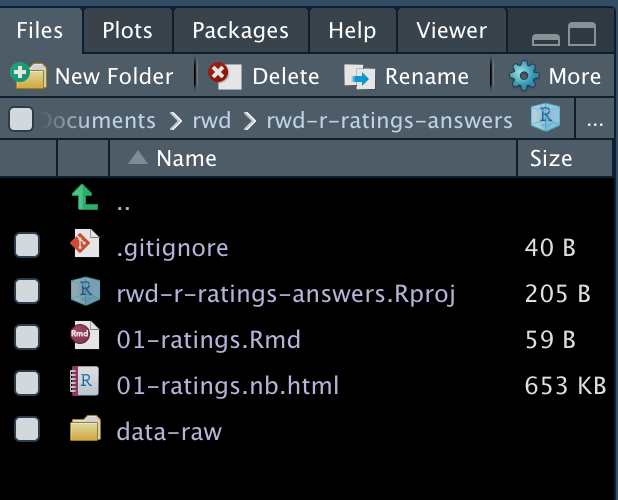 Files Plots Packages Help Viewer
New Folder Delete Rename More
Documents rwd rwd-r-ratings-answers R ...
Name Size
..
.gitignore 40 B
R rwd-r-ratings-answers.Rproj 205 B
Rmd 01-ratings.Rmd 59 B
R 01-ratings.nb.html 653 KB
data-raw